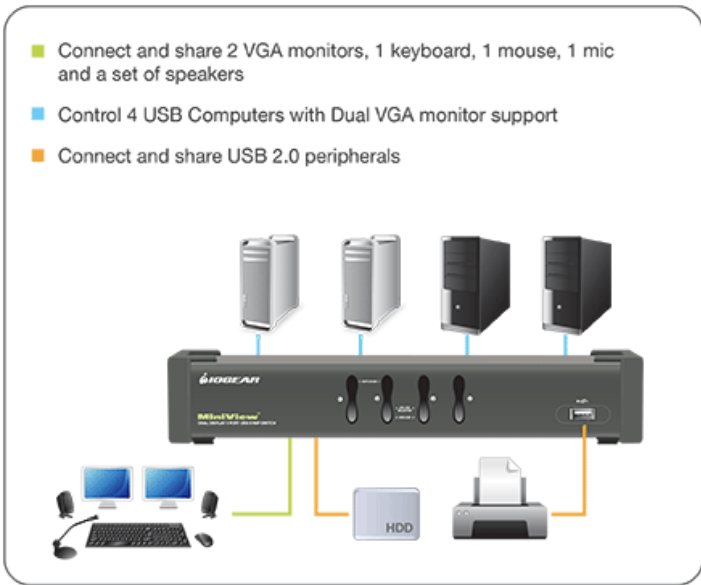 Connect and share 2 VGA monitors, 1 keyboard, 1 mouse, 1 mic
and a set of speakers
Control 4 USB Computers with Dual VGA monitor support
Connect and share USB 2.0 peripherals
IOGEAR
MiniView
HDD